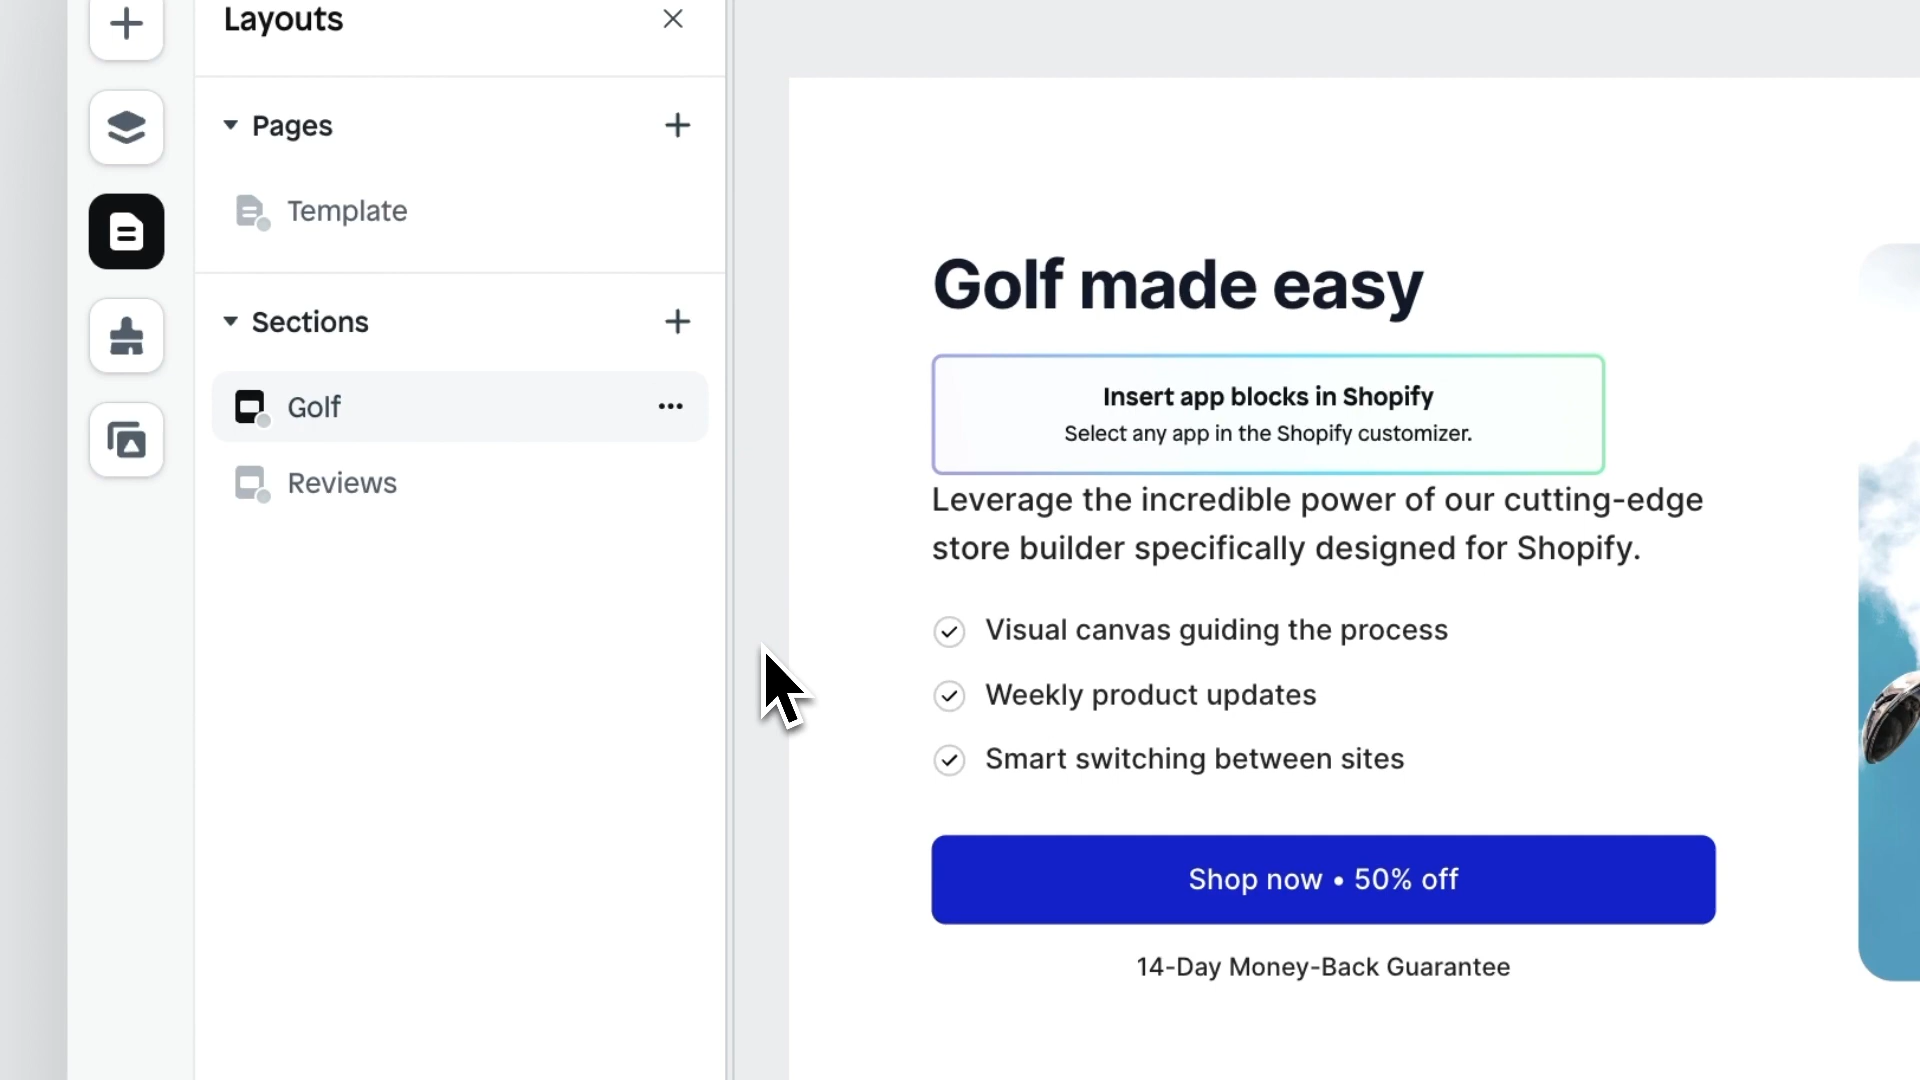 Layouts
Pages
Template
Sections
Golf
Reviews
Golf made easy
Insert app blocks in Shopify
Select any app in the Shopify customizer.
Leverage the incredible power of our cutting-edge
store builder specifically designed for Shopify.
Visual canvas guiding the process
Weekly product updates
Smart switching between sites
Shop now • 50% off
14-Day Money-Back Guarantee